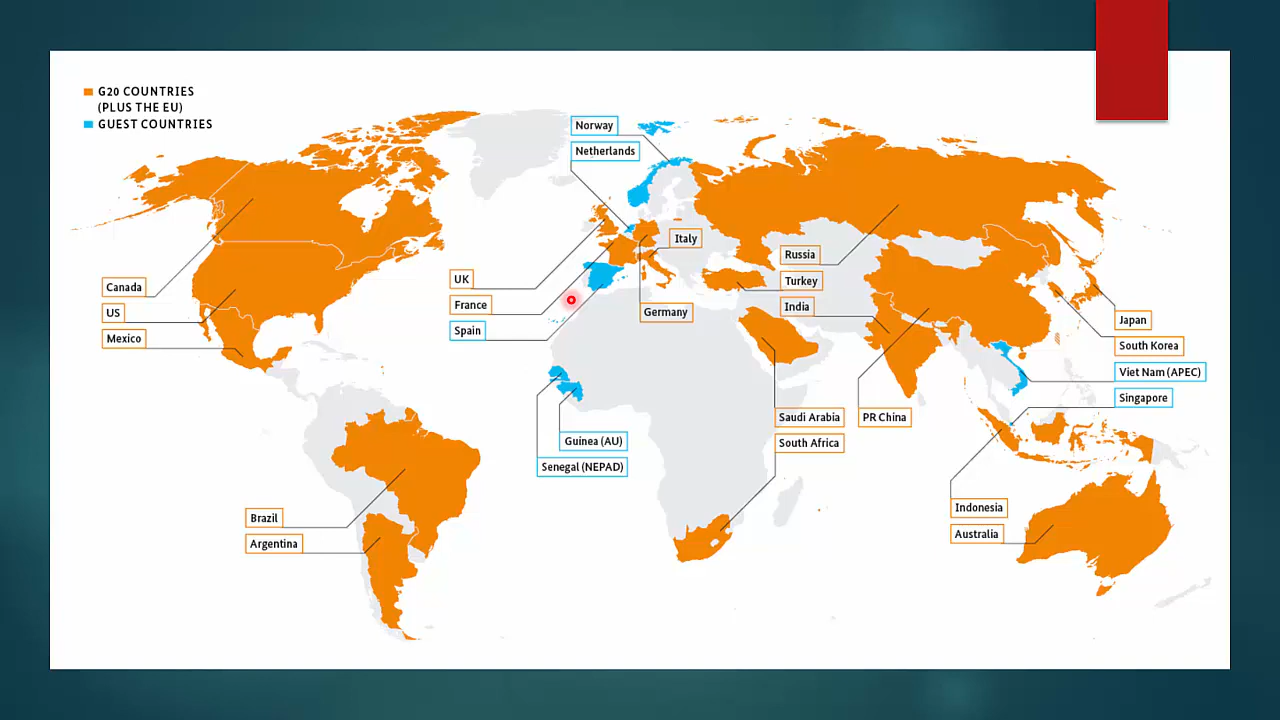 G20 COUNTRIES
(PLUS THE EU)
GUEST COUNTRIES
Norway
Netherlands
Italy
Russia
Turkey
India
UK
France
Spain
Germany
Canada
US
Mexico
Japan
South Korea
Viet Nam (APEC)
Singapore
Saudi Arabia
PR China
South Africa
Guinea (AU)
Senegal (NEPAD)
Brazil
Argentina
Indonesia
Australia